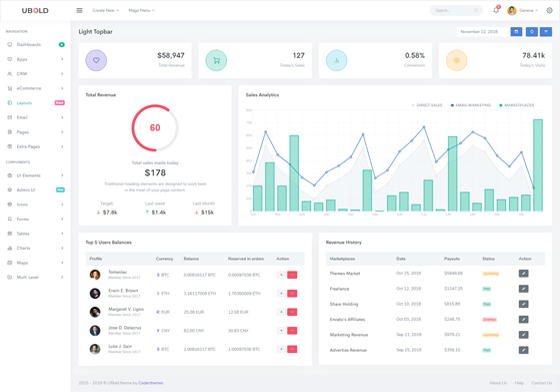 UBOLD
Create New
Mega Menu
Search...
Geneva
NAVIGATION
Dashboards
Apps
CRM
eCommerce
Layouts
Email
Pages
Extra Pages
COMPONENTS
UI Elements
Admin UI
Icons
Forms
Tables
Charts
Maps
Multi Level
Light Topbar
November 12, 2018
$58,947
Total Revenue
127
Today's Sales
0.58%
Conversion
78.41k
Today's Visits
Total Revenue
60
Total sales made today
$178
Traditional heading elements are designed to work best
in the meat of your page content.
Target Last week Last Month
$7.8k $1.4k $15k
Sales Analytics
DIRECT SALES EMAIL MARKETING MARKETPLACES
Top 5 Users Balances
Profile Currency Balance Reserved in orders Action
Tomaslau
Member Since 2017
BTC 0.00816117 BTC 0.00097036 BTC
Erwin E. Brown
Member Since 2017
ETH 3.16117008 ETH 1.70360009 ETH
Margeret V. Ligon
Member Since 2017
EUR 25.08 EUR 12.58 EUR
Jose D. Delacruz
Member Since 2017
CNY 82.00 CNY 30.83 CNY
Luke J. Sain
Member Since 2017
BTC 2.00816117 BTC 1.00097036 BTC
Revenue History
Marketplaces Date Payouts Status Action
Themes Market Oct 15, 2018 $5848.68 Upcoming
Freelance Oct 12, 2018 $1247.25 Paid
Share Holding Oct 10, 2018 $815.89 Paid
Envato's Affiliates Oct 03, 2018 $248.75 Overdue
Marketing Revenue Sep 21, 2018 $978.21 Upcoming
Advertise Revenue Sep 15, 2018 $358.10 Paid
2015 - 2019 © UBold theme by Coderthemes
About Us Help Contact Us